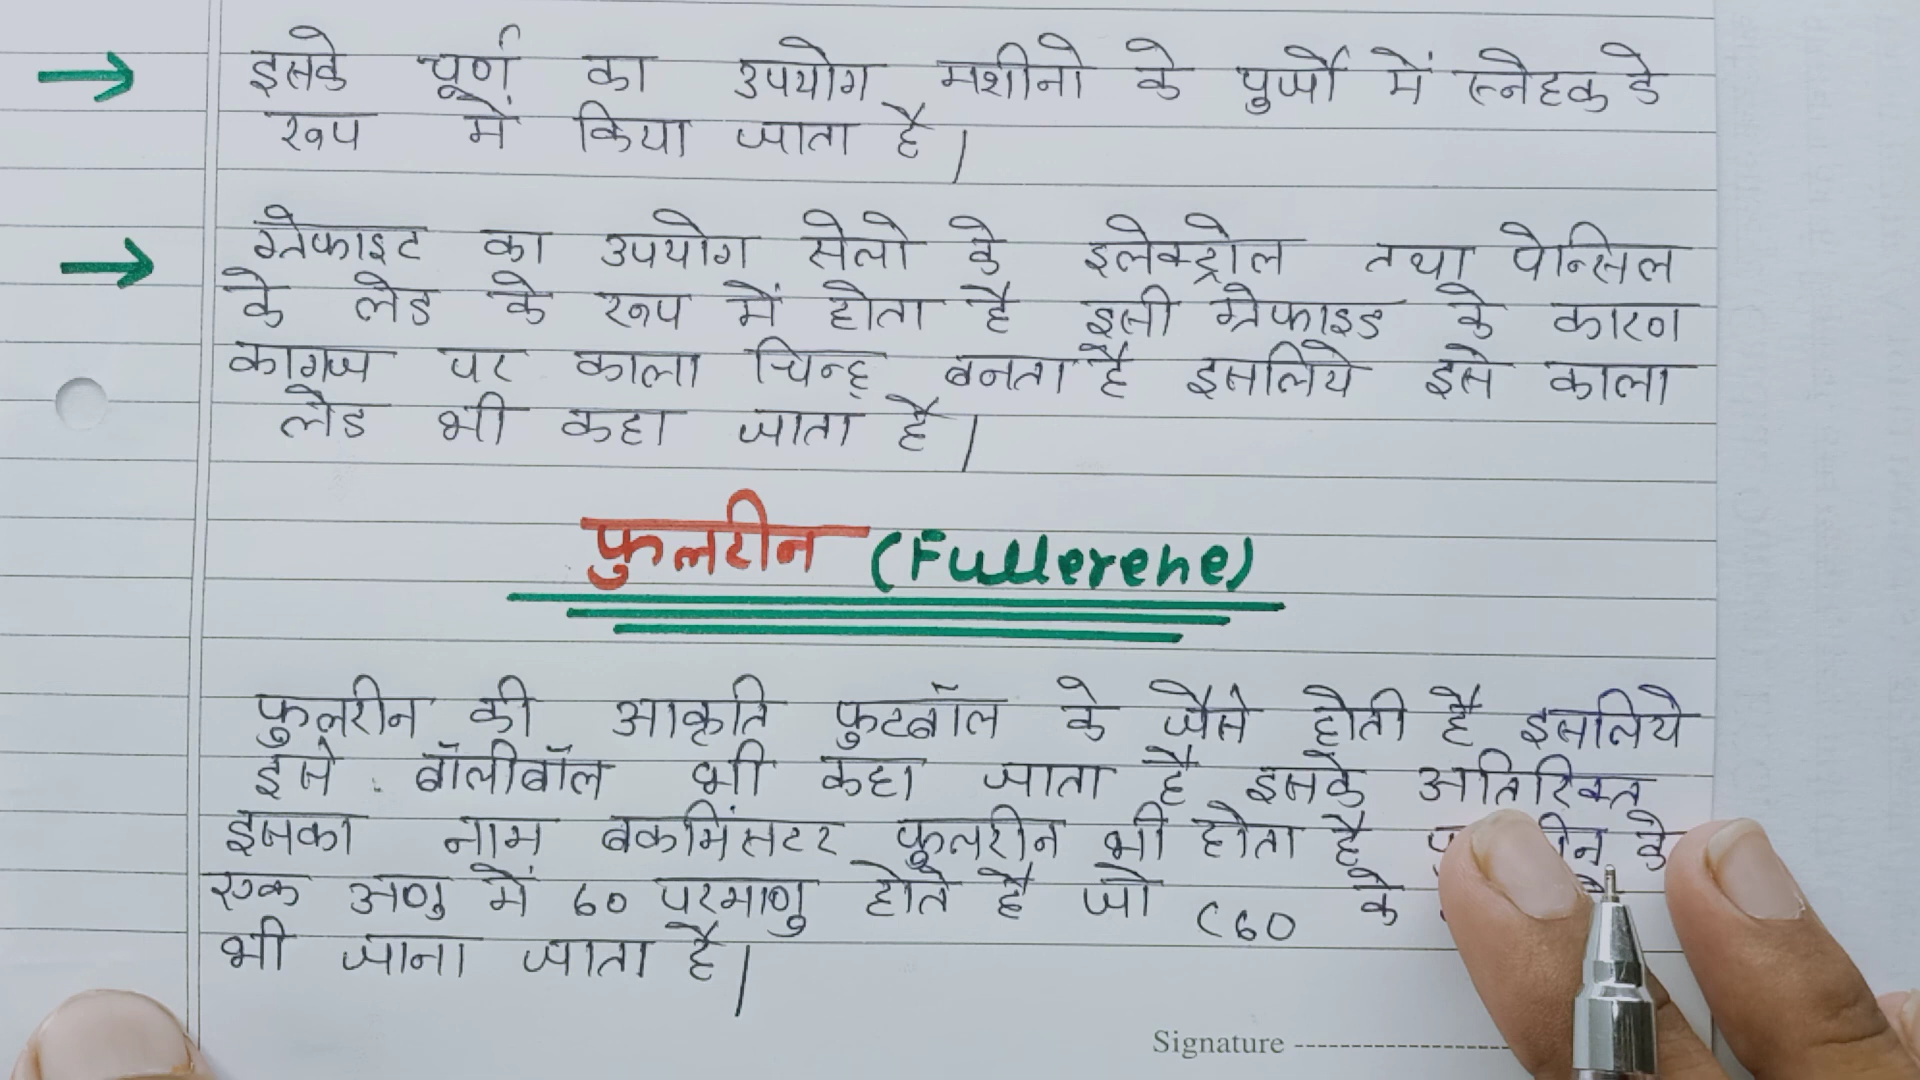 इसके चूर्ण का उपयोग मशीनो के पुर्जो में स्नेहक के
रूप में किया जाता है।
ग्रेफाइट का उपयोग सेलो के इलेक्ट्रोल तथा पेन्सिल
के लेड के रूप में होता है इसी ग्रेफाइड के कारण
कागज पर काला चिन्ह् बनता है इसलिये इसे काला
लेड भी कहा जाता है।
फुलरीन (Fullerene)
फुलरीन की आकृति फुटबॉल के जैसे होती है इसलिये
इसे बॉलीबॉल भी कहा जाता है इसके अतिरिक्त
इसका नाम बकमिंसटर फूलरीन भी होता है के
एक अणु में 60 परमाणु होते है जो C60 के
भी जाना जाता है।
Signature